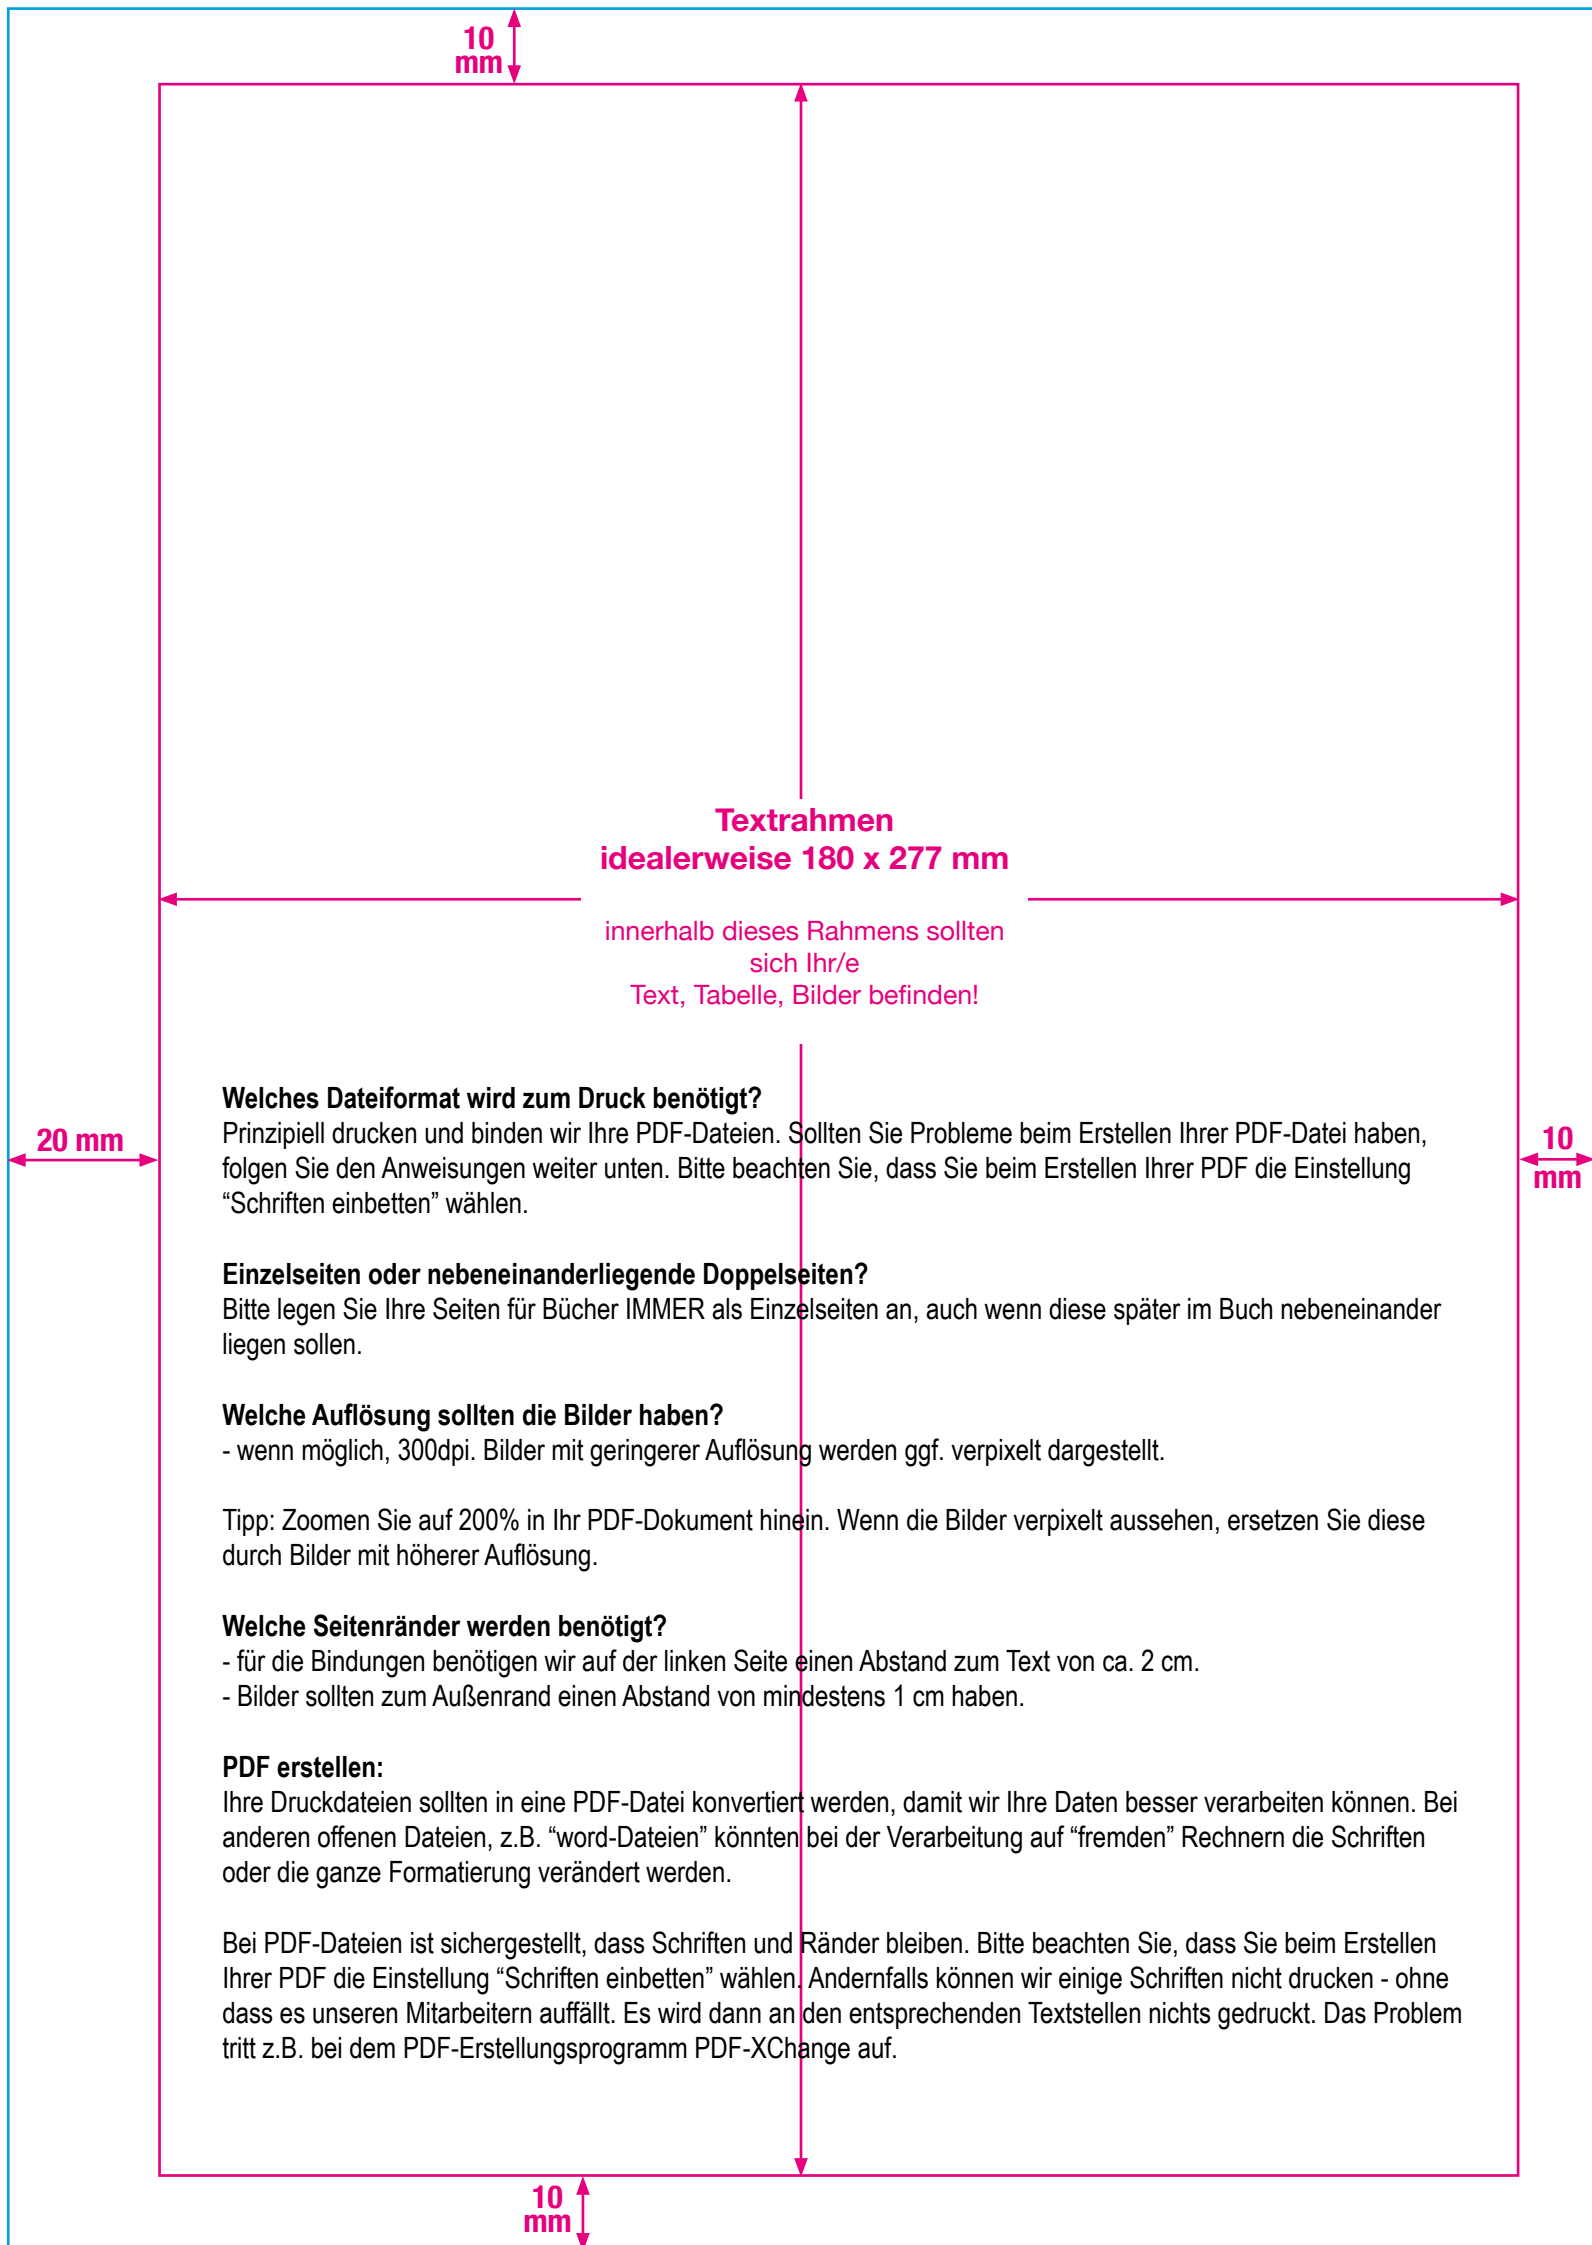 10
mm
Textrahmen
idealerweise 180 x 277 mm
innerhalb dieses Rahmens sollten
sich Ihr/e
Text, Tabelle, Bilder befinden!
Welches Dateiformat wird zum Druck benötigt?
Prinzipiell drucken und binden wir Ihre PDF-Dateien. Sollten Sie Probleme beim Erstellen Ihrer PDF-Datei haben,
folgen Sie den Anweisungen weiter unten. Bitte beachten Sie, dass Sie beim Erstellen Ihrer PDF die Einstellung
“Schriften einbetten” wählen.
20 mm
10
mm
Einzelseiten oder nebeneinanderliegende Doppelseiten?
Bitte legen Sie Ihre Seiten für Bücher IMMER als Einzelseiten an, auch wenn diese später im Buch nebeneinander
liegen sollen.
Welche Auflösung sollten die Bilder haben?
- wenn möglich, 300dpi. Bilder mit geringerer Auflösung werden ggf. verpixelt dargestellt.
Tipp: Zoomen Sie auf 200% in Ihr PDF-Dokument hinein. Wenn die Bilder verpixelt aussehen, ersetzen Sie diese
durch Bilder mit höherer Auflösung.
Welche Seitenränder werden benötigt?
- für die Bindungen benötigen wir auf der linken Seite einen Abstand zum Text von ca. 2 cm.
- Bilder sollten zum Außenrand einen Abstand von mindestens 1 cm haben.
PDF erstellen:
Ihre Druckdateien sollten in eine PDF-Datei konvertiert werden, damit wir Ihre Daten besser verarbeiten können. Bei
anderen offenen Dateien, z.B. “word-Dateien” könnten bei der Verarbeitung auf “fremden” Rechnern die Schriften
oder die ganze Formatierung verändert werden.
Bei PDF-Dateien ist sichergestellt, dass Schriften und Ränder bleiben. Bitte beachten Sie, dass Sie beim Erstellen
Ihrer PDF die Einstellung “Schriften einbetten” wählen. Andernfalls können wir einige Schriften nicht drucken - ohne
dass es unseren Mitarbeitern auffällt. Es wird dann an den entsprechenden Textstellen nichts gedruckt. Das Problem
tritt z.B. bei dem PDF-Erstellungsprogramm PDF-XChange auf.
10
mm